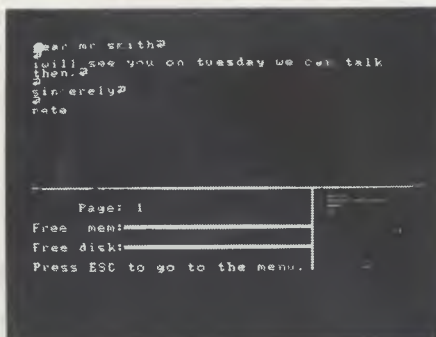 dear mr smith
i will see you on tuesday we can talk
then.
sincerely
Page: 1
Free mem:
Free disk:
Press ESC to go to the menu.